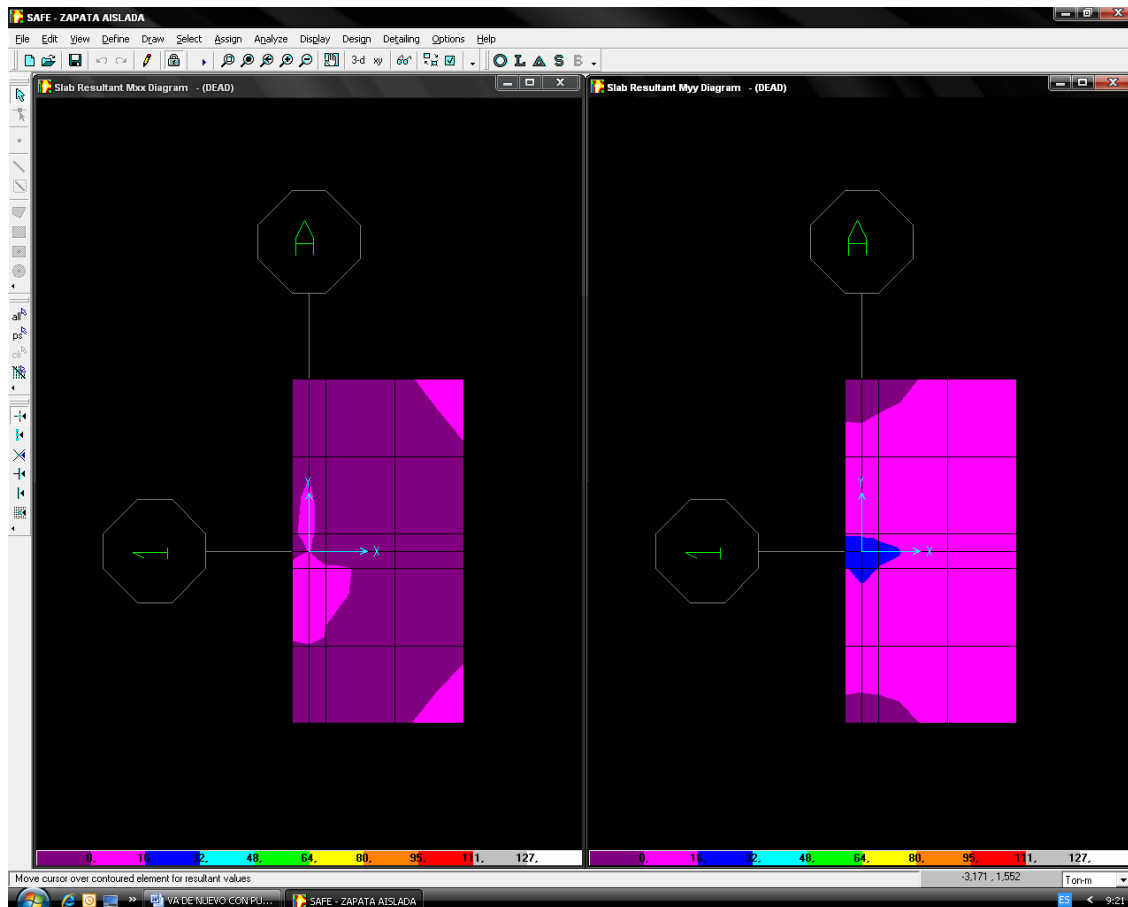 SAFE - ZAPATA AISLADA
File Edit View Define Draw Select Assign Analyze Display Design Detailing Options Help
3-d xy O L A S B
Slab Resultant Mxx Diagram - (DEAD)
Slab Resultant Myy Diagram - (DEAD)
all
ps
clr
A
A
Y
Y
1
X
1
X
0, 16, 32, 48, 64, 80, 95, 111, 127,
0, 16, 32, 48, 64, 80, 95, 111, 127,
Move cursor over contoured element for resultant values
-3,171 , 1,552
Ton-m
» VA DE NUEVO CON PU...
SAFE - ZAPATA AISLADA
ES
9:21